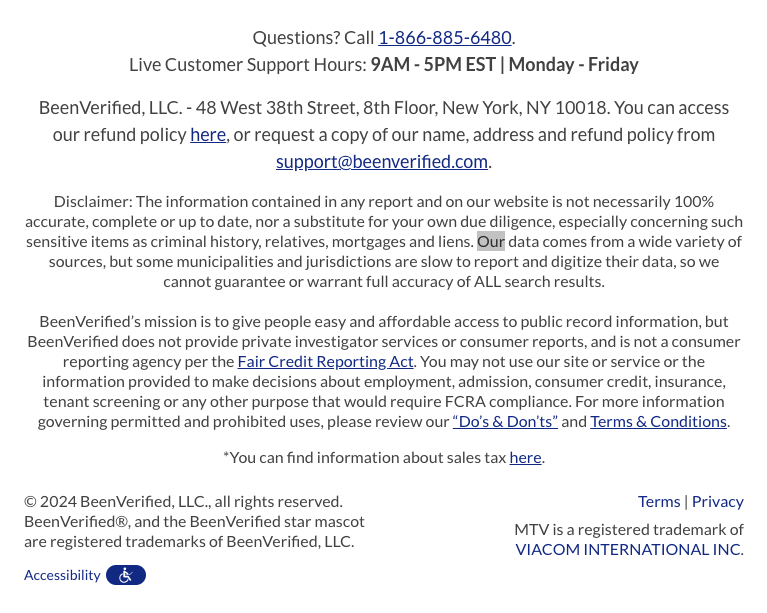 Questions? Call 1-866-885-6480.
Live Customer Support Hours: 9AM - 5PM EST | Monday - Friday
BeenVerified, LLC. - 48 West 38th Street, 8th Floor, New York, NY 10018. You can access
our refund policy here, or request a copy of our name, address and refund policy from
support@beenverified.com.
Disclaimer: The information contained in any report and on our website is not necessarily 100%
accurate, complete or up to date, nor a substitute for your own due diligence, especially concerning such
sensitive items as criminal history, relatives, mortgages and liens. Our data comes from a wide variety of
sources, but some municipalities and jurisdictions are slow to report and digitize their data, so we
cannot guarantee or warrant full accuracy of ALL search results.
BeenVerified’s mission is to give people easy and affordable access to public record information, but
BeenVerified does not provide private investigator services or consumer reports, and is not a consumer
reporting agency per the Fair Credit Reporting Act. You may not use our site or service or the
information provided to make decisions about employment, admission, consumer credit, insurance,
tenant screening or any other purpose that would require FCRA compliance. For more information
governing permitted and prohibited uses, please review our “Do’s & Don’ts” and Terms & Conditions.
*You can find information about sales tax here.
© 2024 BeenVerified, LLC., all rights reserved.
BeenVerified®, and the BeenVerified star mascot
are registered trademarks of BeenVerified, LLC.
Accessibility
Terms | Privacy
MTV is a registered trademark of
VIACOM INTERNATIONAL INC.